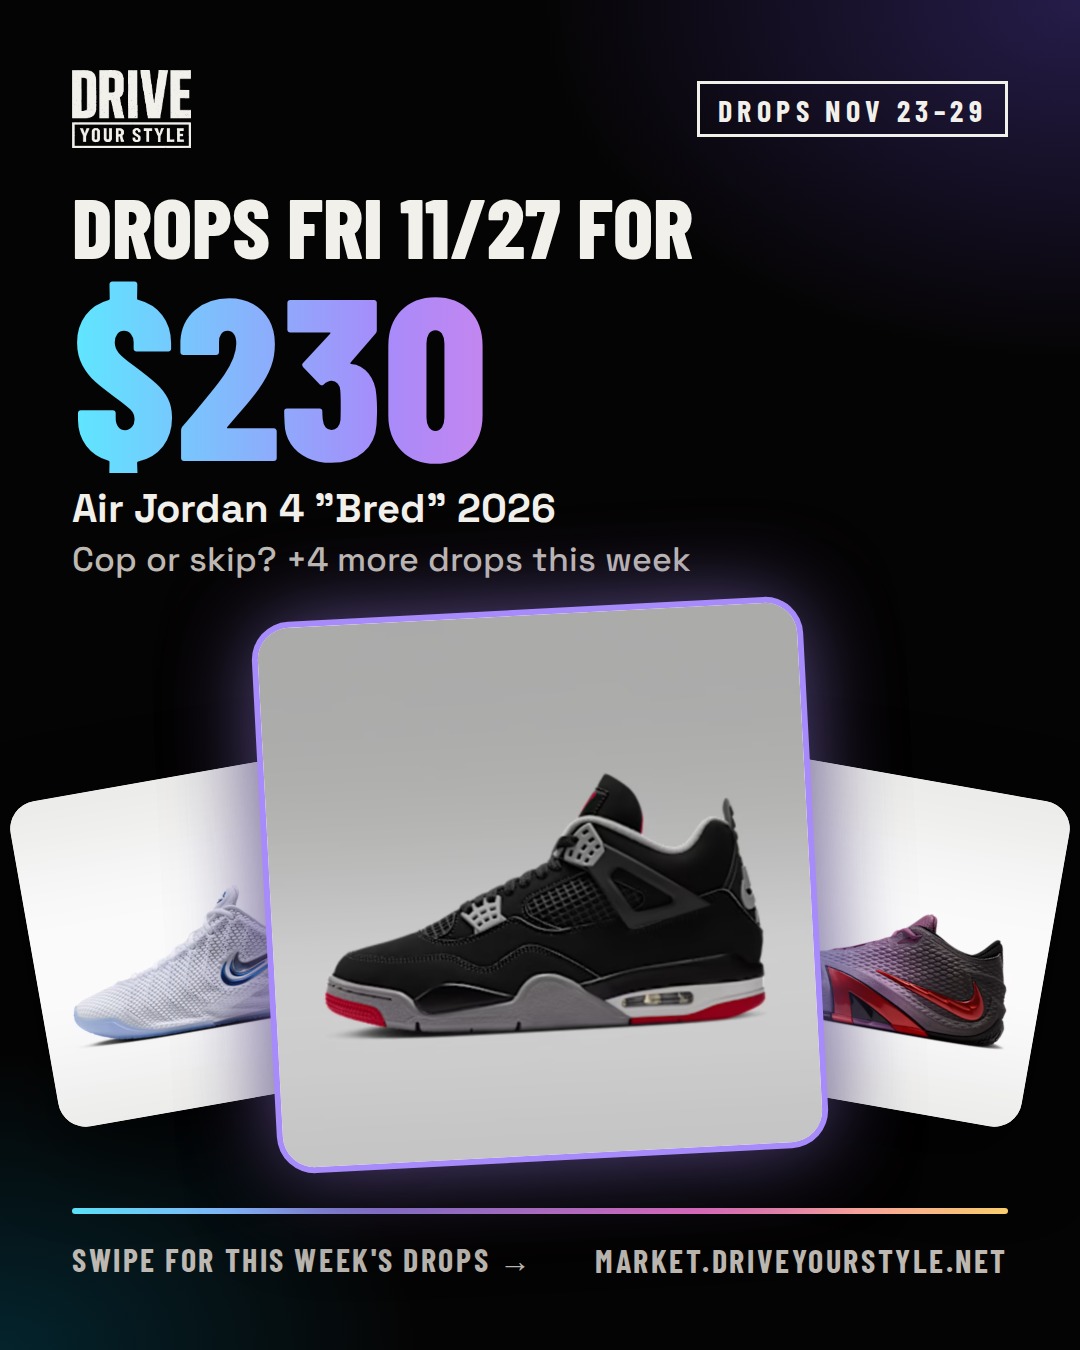 DRIVE
YOUR STYLE
DROPS NOV 23-29
DROPS FRI 11/27 FOR
$230
Air Jordan 4 ”Bred” 2026
Cop or skip? +4 more drops this week
SWIPE FOR THIS WEEK'S DROPS →
MARKET.DRIVEYOURSTYLE.NET